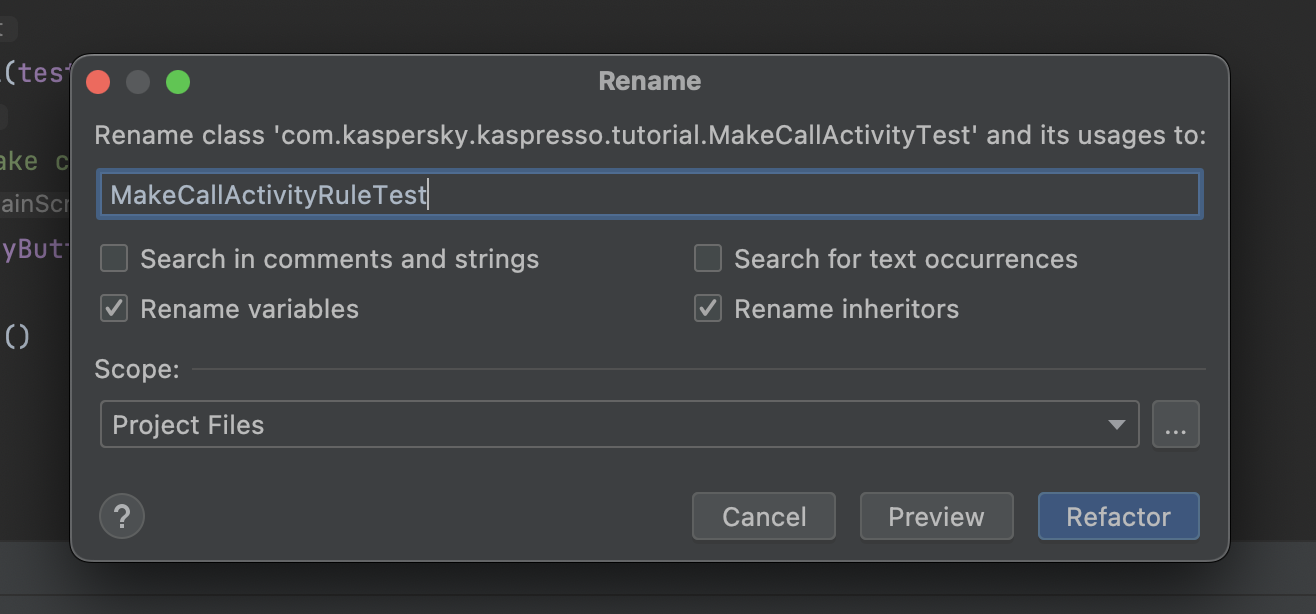 t
(test
Rename
Rename class 'com.kaspersky.kaspresso.tutorial.MakeCallActivityTest' and its usages to:
ake c
MakeCallActivityRuleTest
ainScr
yButt
Search in comments and strings
Search for text occurrences
Rename variables
Rename inheritors
()
Scope:
Project Files
...
?
Cancel
Preview
Refactor